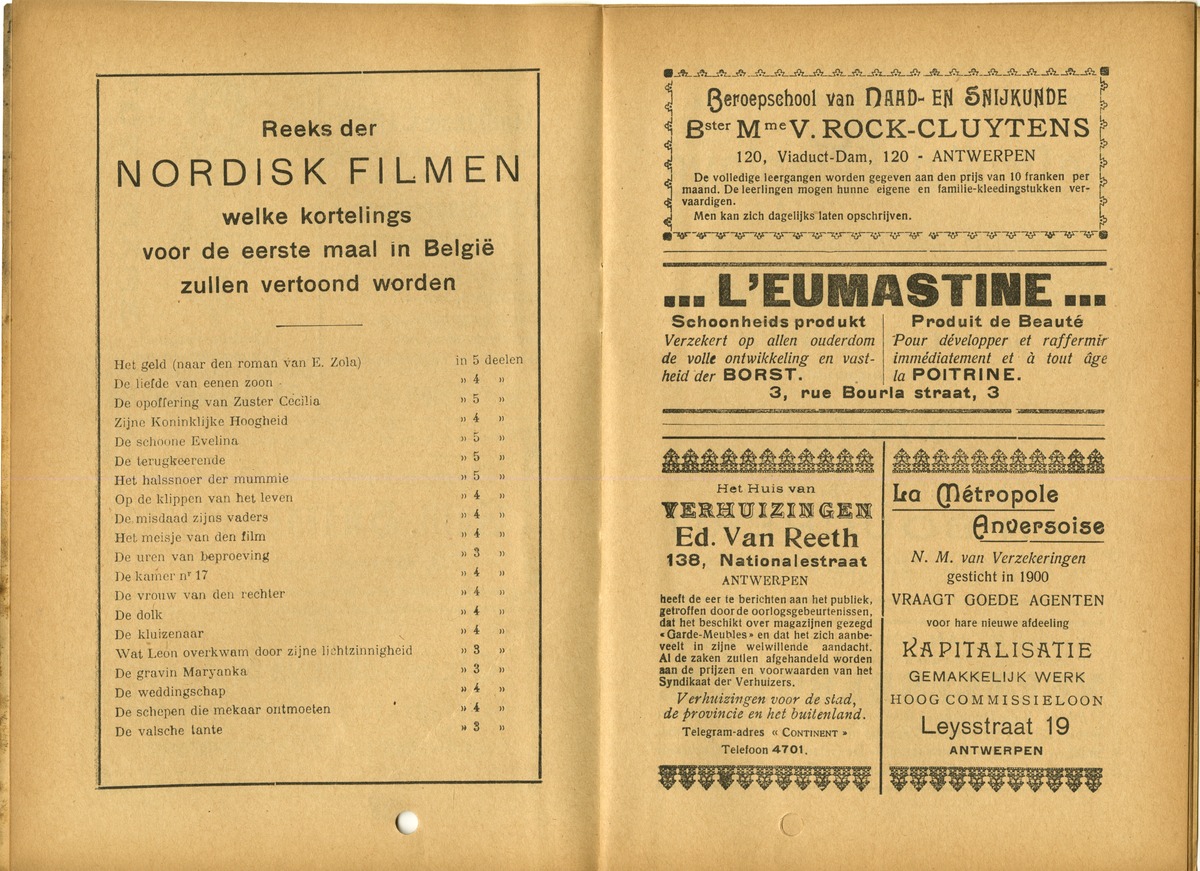 Reeks der
NORDISK FILMEN
welke kortelings
voor de eerste maal in België
zullen vertoond worden
Het geld (naar den roman van E. Zola) in 5 deelen
De liefde van eenen zoon » 4 »
De opoffering van Zuster Cécilia » 5 »
Zijne Koninklijke Hoogheid » 4 »
De schoone Evelina » 5 »
De terugkeerende » 5 »
Het halssnoer der mummie » 5 »
Op de klippen van het leven » 4 »
De misdaad zijns vaders » 4 »
Het meisje van den film » 4 »
De uren van beproeving » 3 »
De kamer nr 17 » 4 »
De vrouw van den rechter » 4 »
De dolk » 4 »
De kluizenaar » 4 »
Wat Leon overkwam door zijne lichtzinnigheid » 3 »
De gravin Maryanka » 3 »
De weddingschap » 4 »
De schepen die mekaar ontmoeten » 4 »
De valsche tante » 3 »
Beroepschool van NAAD- EN SNIJKUNDE
Bster Mme V. ROCK-CLUYTENS
120, Viaduct-Dam, 120 - ANTWERPEN
De volledige leergangen worden gegeven aan den prijs van 10 franken per
maand. De leerlingen mogen hunne eigene en familie-kleedingstukken ver-
vaardigen.
Men kan zich dagelijks laten opschrijven.
... L'EUMASTINE ...
Schoonheids produkt
Verzekert op allen ouderdom
de volle ontwikkeling en vast-
heid der BORST.
Produit de Beauté
Pour développer et raffermir
immédiatement et à tout âge
la POITRINE.
3, rue Bourla straat, 3
Het Huis van
VERHUIZINGEN
Ed. Van Reeth
138, Nationalestraat
ANTWERPEN
heeft de eer te berichten aan het publiek,
getroffen door de oorlogsgebeurtenissen,
dat het beschikt over magazijnen gezegd
«Garde-Meubles» en dat het zich aanbe-
veelt in zijne welwillende aandacht.
Al de zaken zullen afgehandeld worden
aan de prijzen en voorwaarden van het
Syndikaat der Verhuizers.
Verhuizingen voor de stad,
de provincie en het buitenland.
Telegram-adres « CONTINENT »
Telefoon 4701.
La Métropole
Anversoise
N. M. van Verzekeringen
gesticht in 1900
VRAAGT GOEDE AGENTEN
voor hare nieuwe afdeeling
KAPITALISATIE
GEMAKKELIJK WERK
HOOG COMMISSIELOON
Leysstraat 19
ANTWERPEN